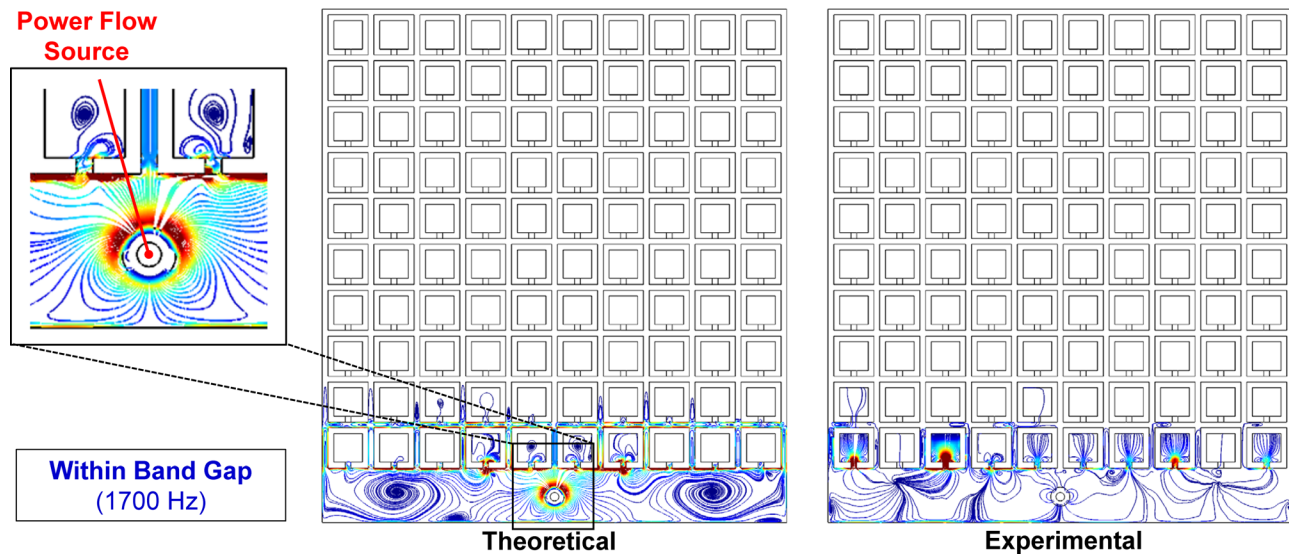 Power Flow
Source
Within Band Gap
(1700 Hz)
Theoretical
Experimental